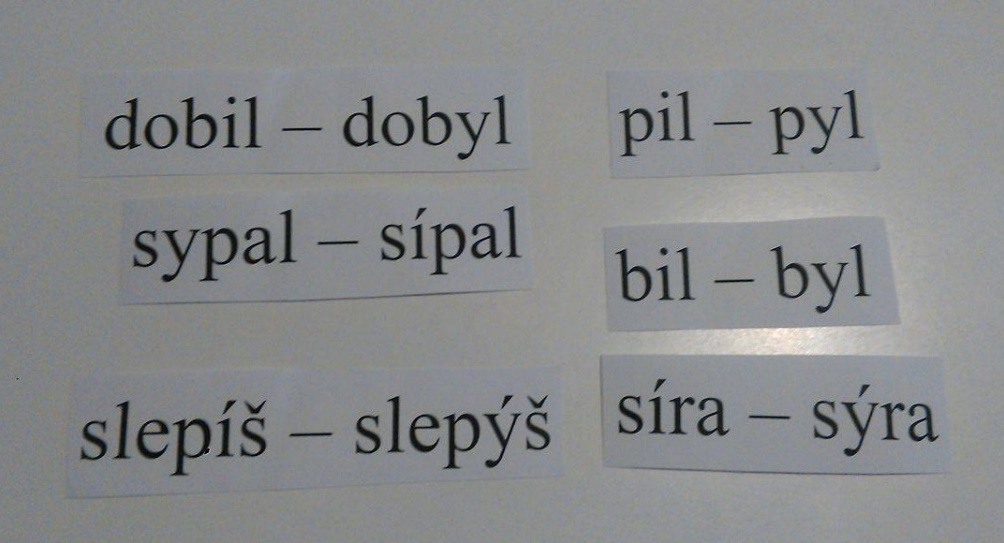 dobil – dobyl
pil – pyl
sypal – sípal
bil – byl
slepíš – slepýš
síra – sýra